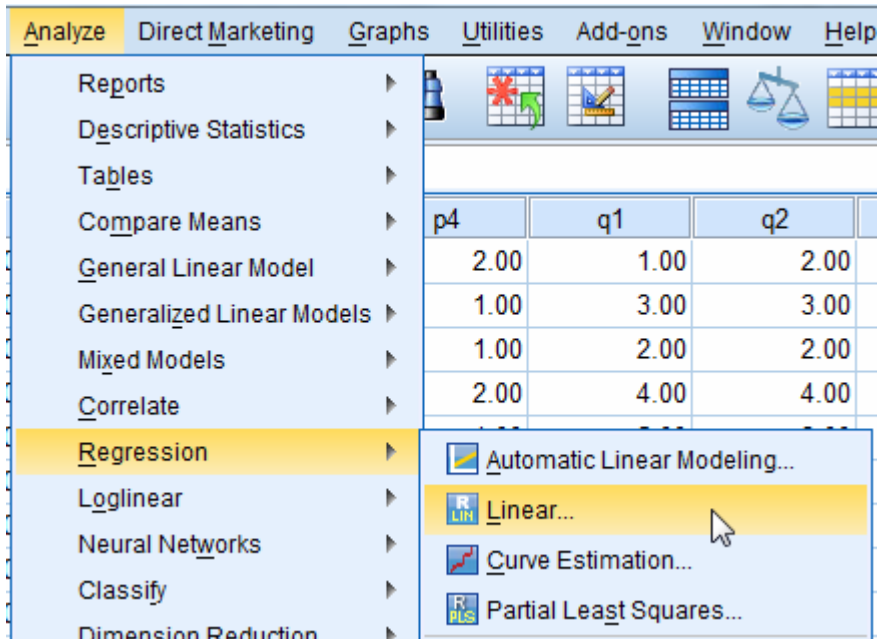 Analyze Direct Marketing Graphs Utilities Add-ons Window Help
Reports
Descriptive Statistics
Tables
Compare Means
General Linear Model
Generalized Linear Models
Mixed Models
Correlate
Regression
Loglinear
Neural Networks
Classify
Dimension Reduction
p4 q1 q2
2.00 1.00 2.00
1.00 3.00 3.00
1.00 2.00 2.00
2.00 4.00 4.00
Automatic Linear Modeling...
R LIN Linear...
Curve Estimation...
R PLS Partial Least Squares...